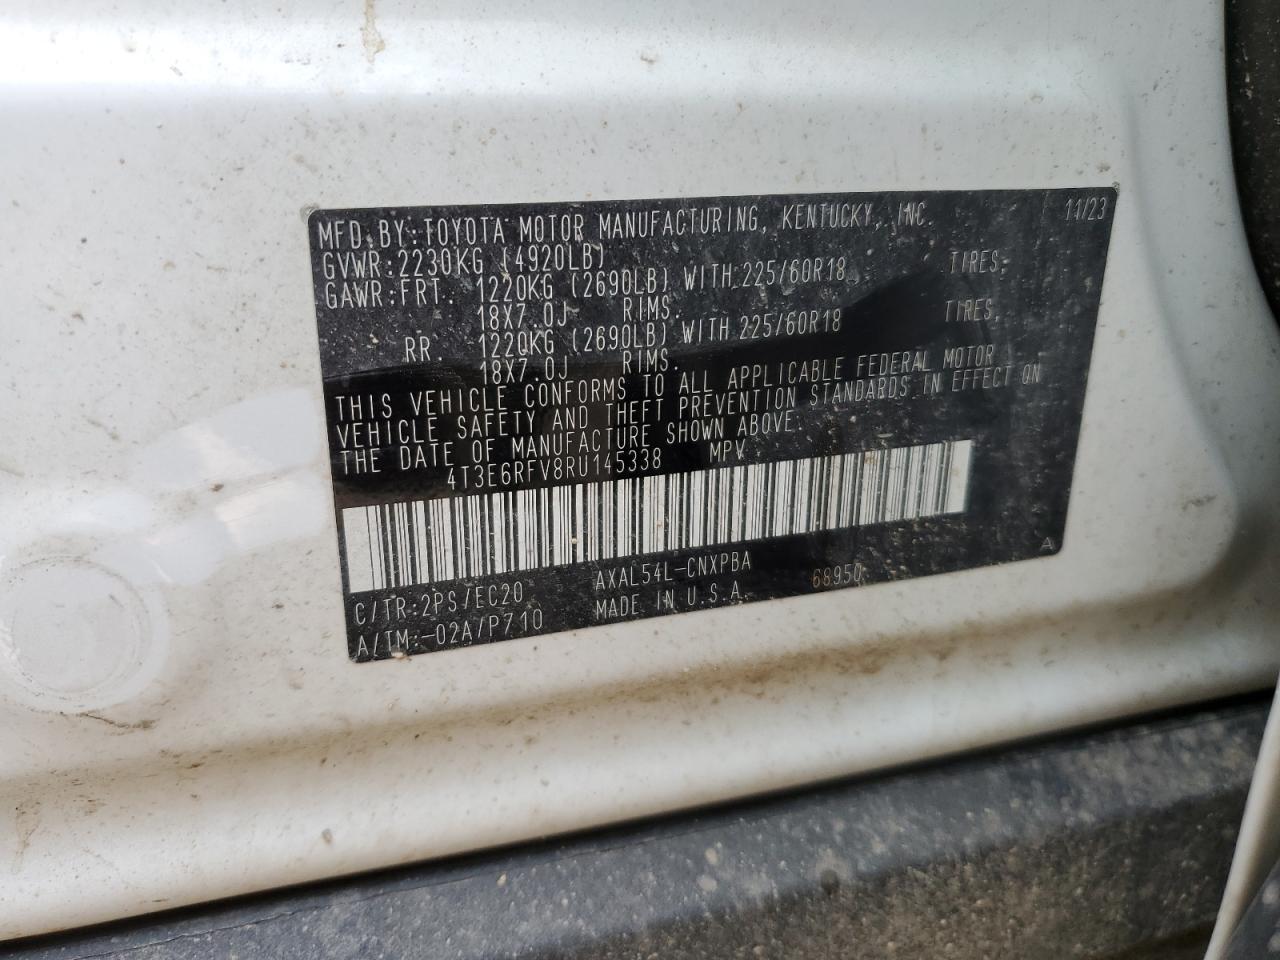 MFD.BY:TOYOTA MOTOR MANUFACTURING, KENTUCKY, INC. 11/23
GVWR:2230KG (4920LB)
GAWR:FRT. 1220KG (2690LB) WITH 225/60R18 TIRES,
18X7.0J RIMS.
RR. 1220KG (2690LB) WITH 225/60R18 TIRES,
18X7.0J RIMS.
THIS VEHICLE CONFORMS TO ALL APPLICABLE FEDERAL MOTOR
VEHICLE SAFETY AND THEFT PREVENTION STANDARDS IN EFFECT ON
THE DATE OF MANUFACTURE SHOWN ABOVE.
4T3E6RFV8RU145338 MPV
C/TR:2PS/EC20 AXAL54L-CNXPBA 68950
A/TM:-02A/P710 MADE IN U.S.A. A